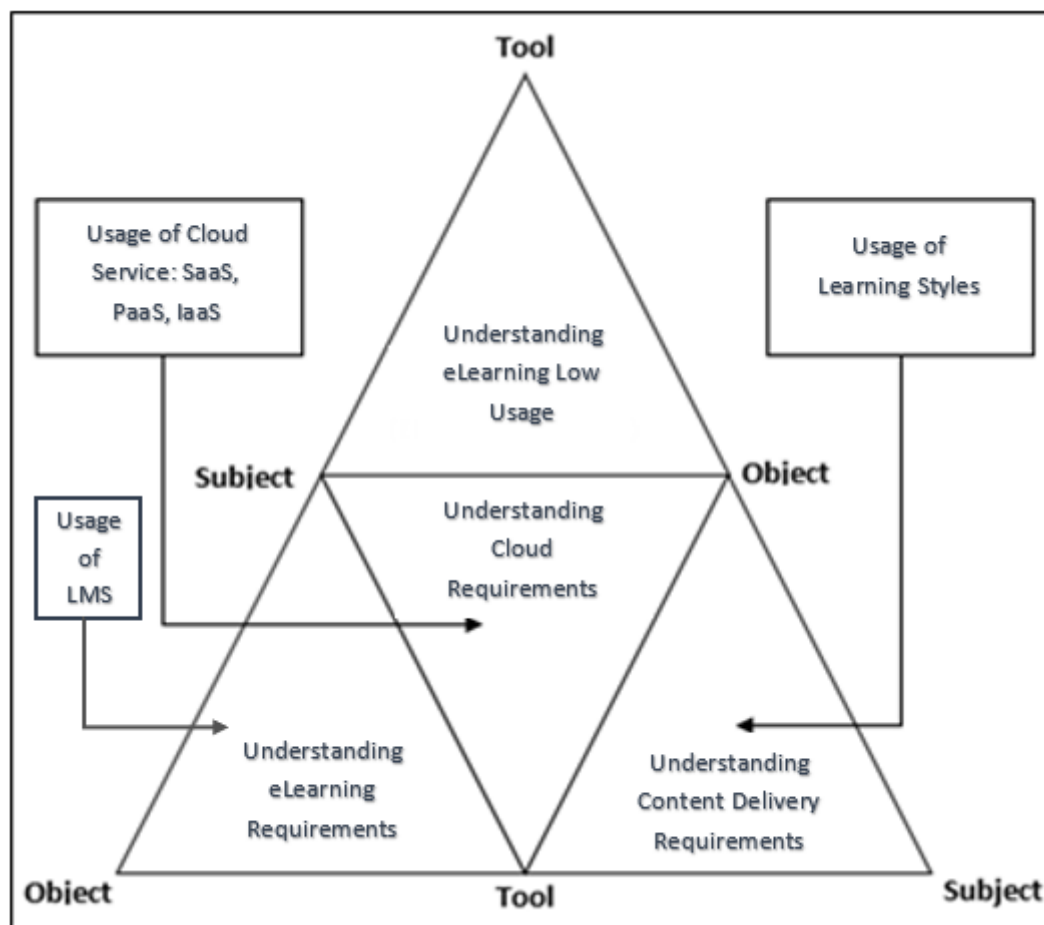 Tool
Usage of Cloud
Service: SaaS,
PaaS, IaaS
Usage of
Learning Styles
Understanding
eLearning Low
Usage
Subject
Object
Usage
of
LMS
Understanding
Cloud
Requirements
Understanding
eLearning
Requirements
Understanding
Content Delivery
Requirements
Object
Tool
Subject